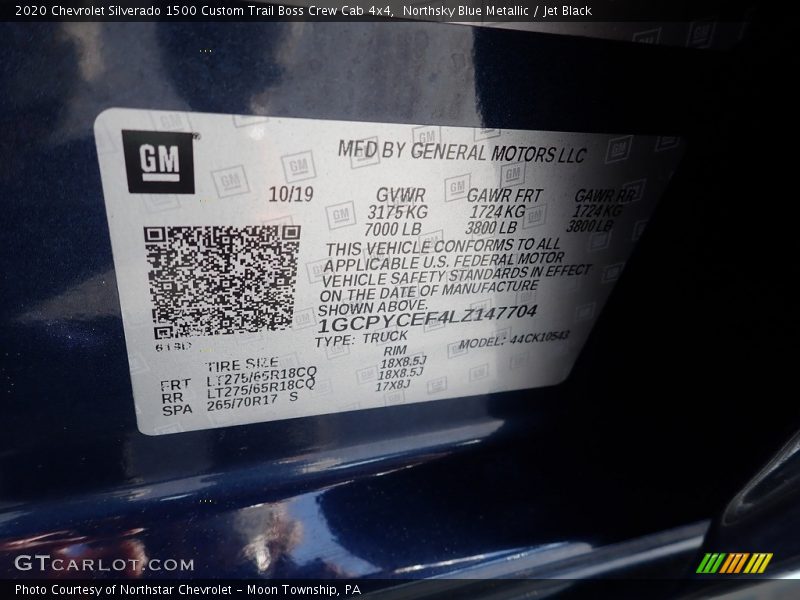 2020 Chevrolet Silverado 1500 Custom Trail Boss Crew Cab 4x4, Northsky Blue Metallic / Jet Black
GM
MFD BY GENERAL MOTORS LLC
10/19 GVWR GAWR FRT GAWR RR
3175 KG 1724 KG 1724 KG
7000 LB 3800 LB 3800 LB
THIS VEHICLE CONFORMS TO ALL
APPLICABLE U.S. FEDERAL MOTOR
VEHICLE SAFETY STANDARDS IN EFFECT
ON THE DATE OF MANUFACTURE
SHOWN ABOVE.
1GCPYCEF4LZ147704
TYPE: TRUCK MODEL: 44CK10543
TIRE SIZE RIM
FRT LT275/65R18CQ 18X8.5J
RR LT275/65R18CQ 18X8.5J
SPA 265/70R17 S 17X8J
GTCARLOT.COM
Photo Courtesy of Northstar Chevrolet - Moon Township, PA